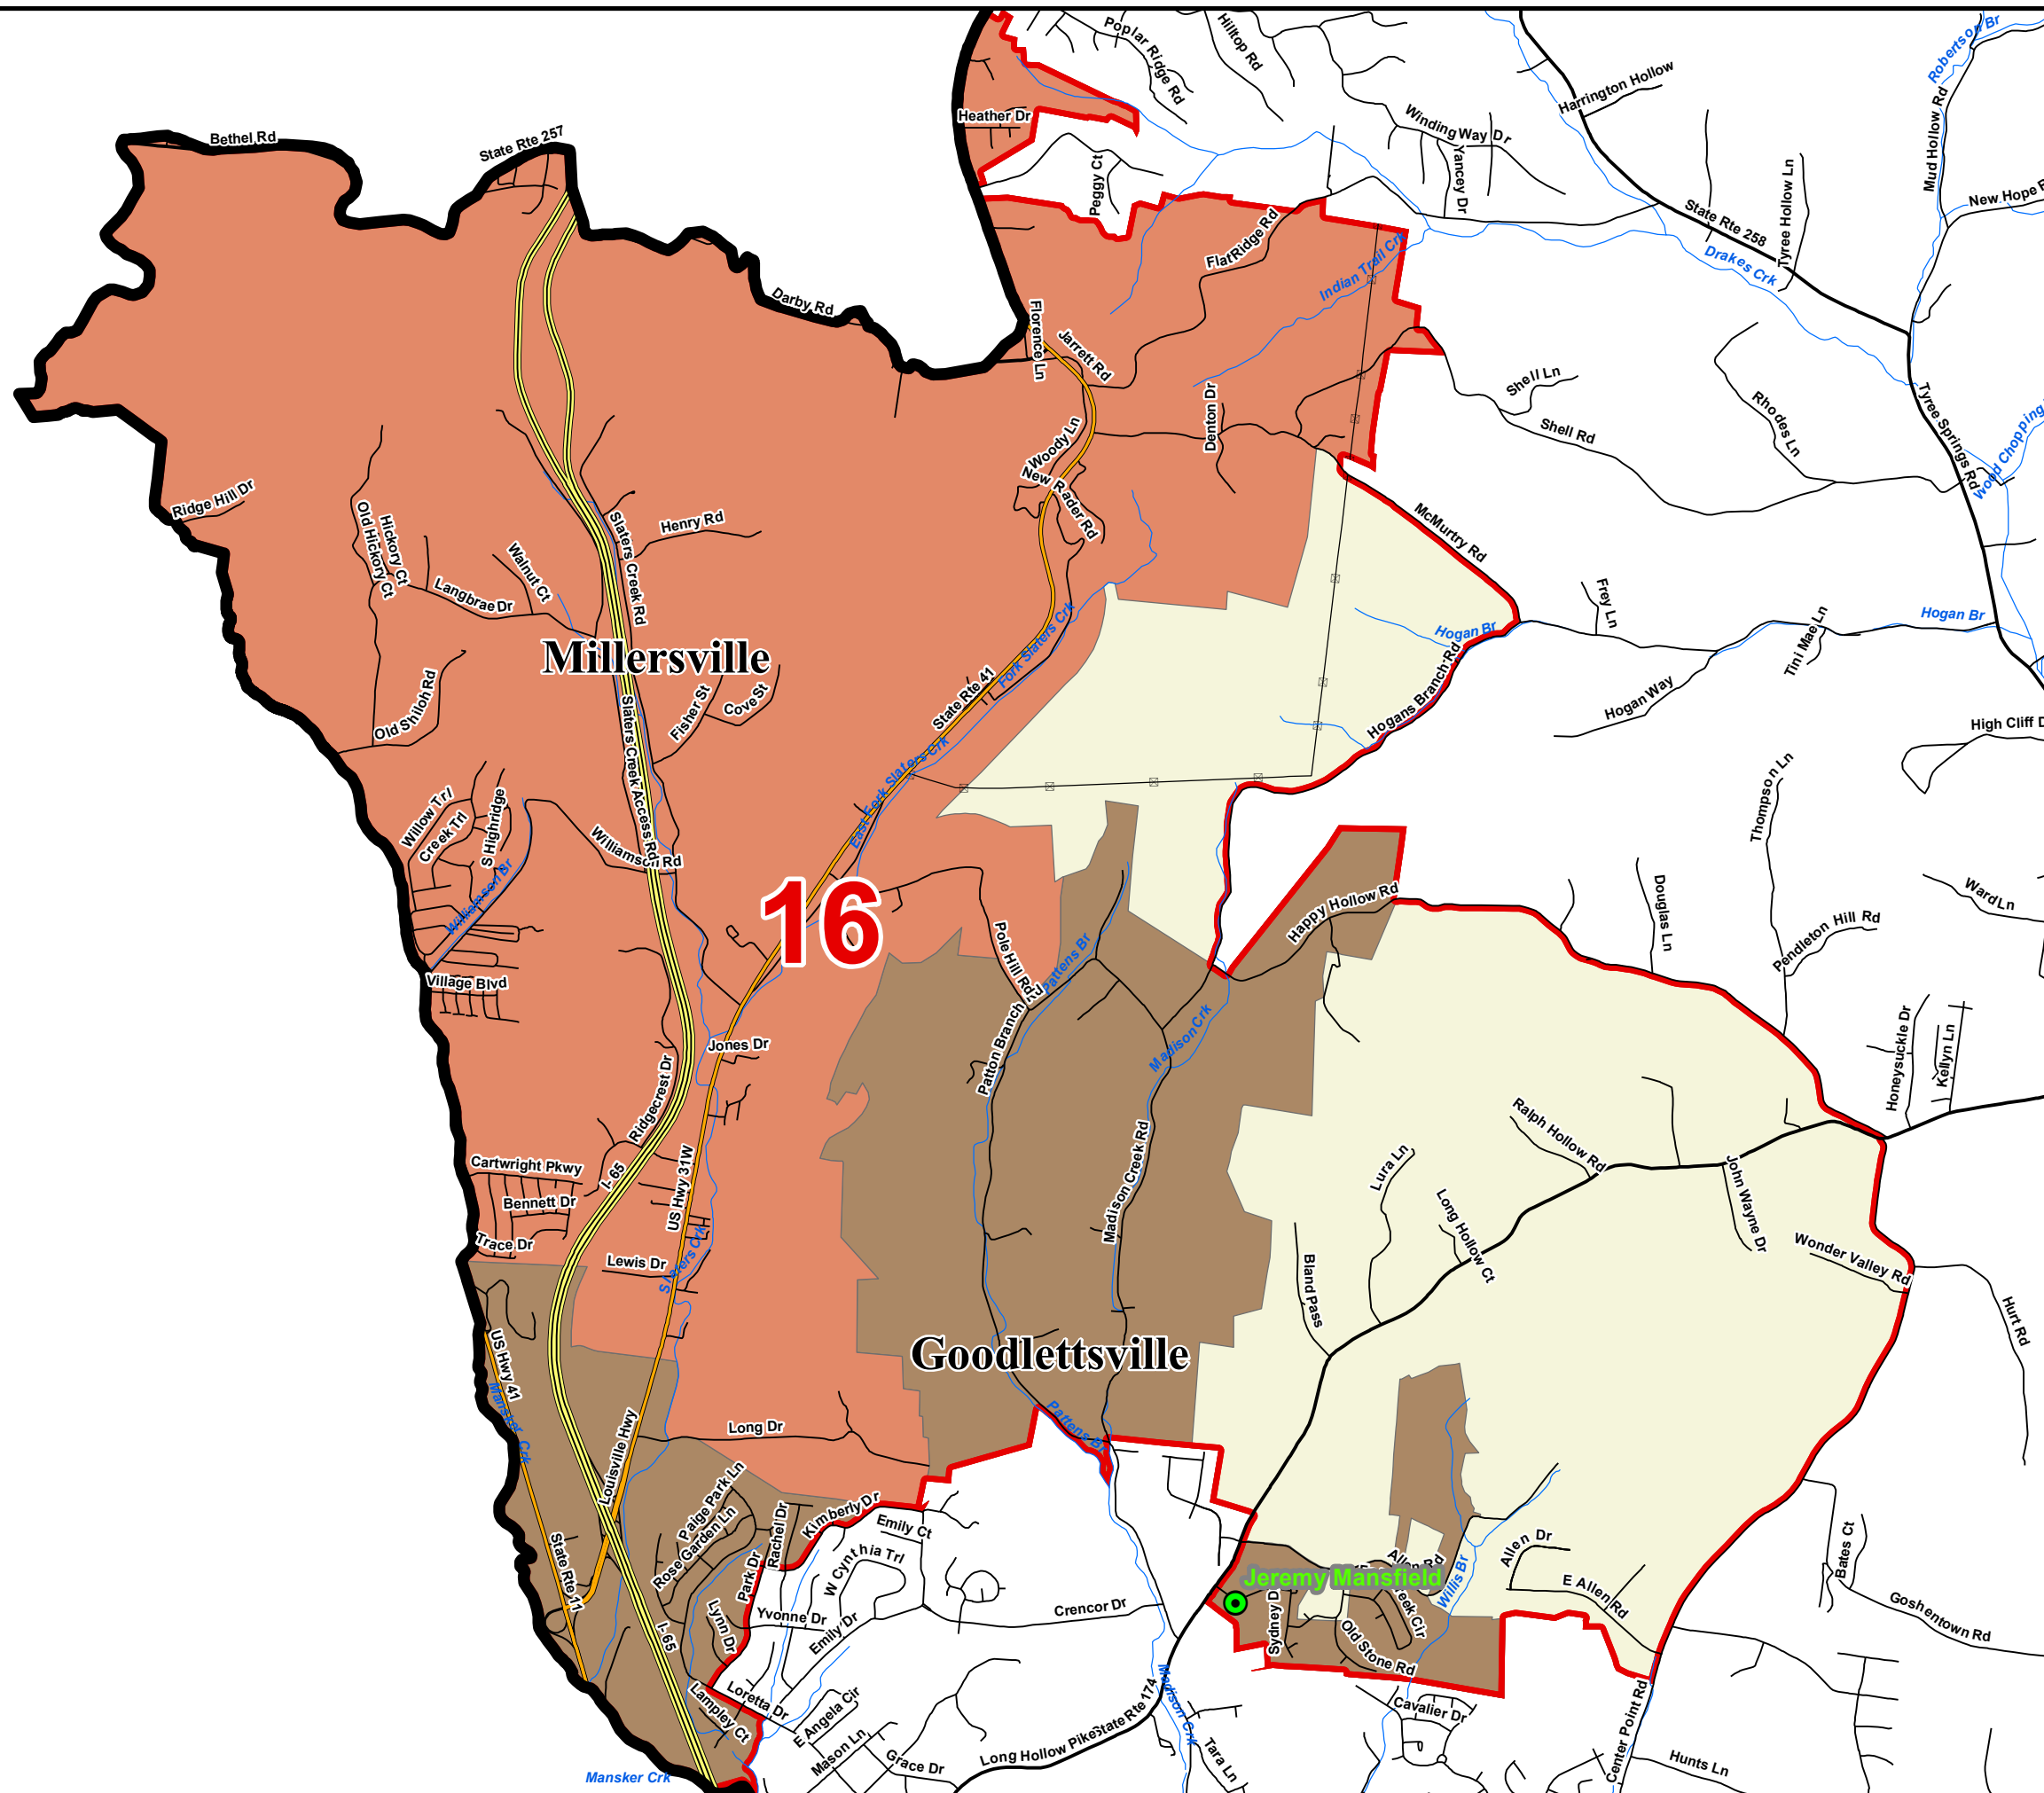 Poplar Ridge Rd
Hilltop Rd
Robertson Br
Harrington Hollow
Heather Dr
Winding Way Dr
Bethel Rd
State Rte 257
Mud Hollow Rd
Peggy Ct
Yancey Dr
Tyree Hollow Ln
New Hope
State Rte 258
FlatRidge Rd
Indian Trail Crk
Drakes Crk
Darby Rd
Florence Ln
Jarrett Rd
Shell Ln
Denton Dr
Rhodes Ln
Tyree Springs Rd
Wood Chopping
Woody Ln
Shell Rd
New Rader Rd
Ridge Hill Dr
Hickory Ct
Old Hickory Ct
Slaters Creek Rd
Henry Rd
McMurtry Rd
Walnut Ct
Langbrae Dr
Frey Ln
Hogan Br
Hogan Br
Tini Mae Ln
Millersville
Fork Slaters Crk
State Rte 41
Hogans Branch Rd
Hogan Way
Old Shiloh Rd
Fisher St
Cove St
High Cliff D
Slaters Creek Access Rd
East Fork Slaters Crk
Thompson Ln
Willow Trl
Creek Trl
S Highridge
Williamson Rd
Williamson Br
16
Happy Hollow Rd
Douglas Ln
Ward Ln
Pendleton Hill Rd
Pole Hill Rd
Pattens Br
Village Blvd
Patton Branch Rd
Madison Crk
Honeysuckle Dr
Kellyn Ln
Jones Dr
Ridgecrest Dr
Ralph Hollow Rd
Madison Creek Rd
Cartwright Pkwy
I- 65
US Hwy 31W
Lura Ln
John Wayne Dr
Bennett Dr
Long Hollow Ct
Trace Dr
Lewis Dr
Slaters Crk
Bland Pass
Wonder Valley Rd
Hurt Rd
US Hwy 41
Goodlettsville
Mansker Crk
Long Dr
Pattens Br
Louisville Hwy
Paige Park Ln
Rose Garden Ln
Rachel Dr
Kimberly Dr
Emily Ct
Allen Dr
Bates Ct
State Rte 11
Park Dr
W Cynthia Trl
Jeremy Mansfield
Willis Br
E Allen Rd
Goshentown Rd
Lynn Dr
Yvonne Dr
Emily Dr
Crencor Dr
Sydney D
Old Stone Rd
I- 65
Lampley Ct
Loretta Dr
E Angela Cir
Madison Crk
State Rte 174
Cavalier Dr
Center Point Rd
Mansker Crk
Mason Ln
Grace Dr
Long Hollow Pike
Tara Ln
Hunts Ln